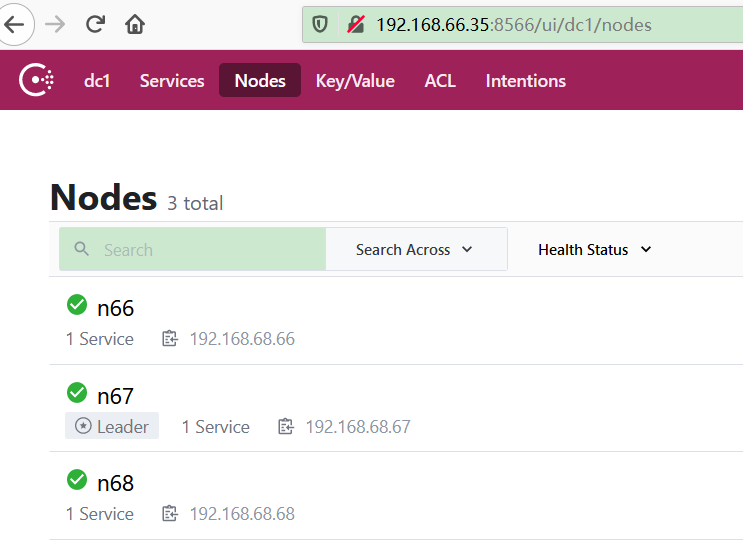 192.168.66.35:8566/ui/dc1/nodes
dc1 Services Nodes Key/Value ACL Intentions
Nodes 3 total
Search Search Across Health Status
n66
1 Service 192.168.68.66
n67
Leader 1 Service 192.168.68.67
n68
1 Service 192.168.68.68